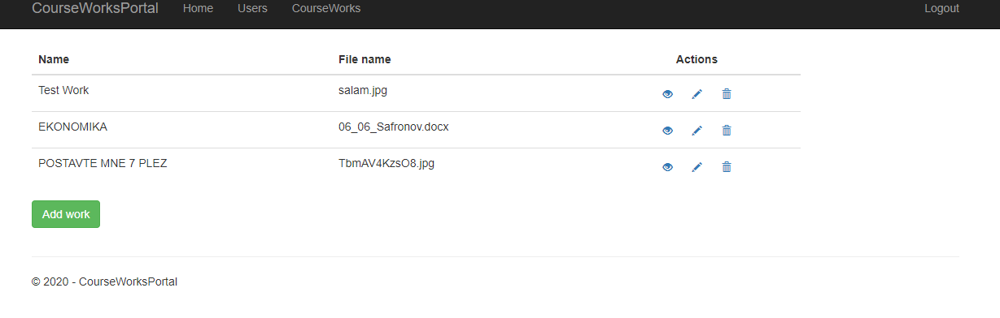 CourseWorksPortal Home Users CourseWorks Logout
Name File name Actions
Test Work salam.jpg
EKONOMIKA 06_06_Safronov.docx
POSTAVTE MNE 7 PLEZ TbmAV4KzsO8.jpg
Add work
© 2020 - CourseWorksPortal